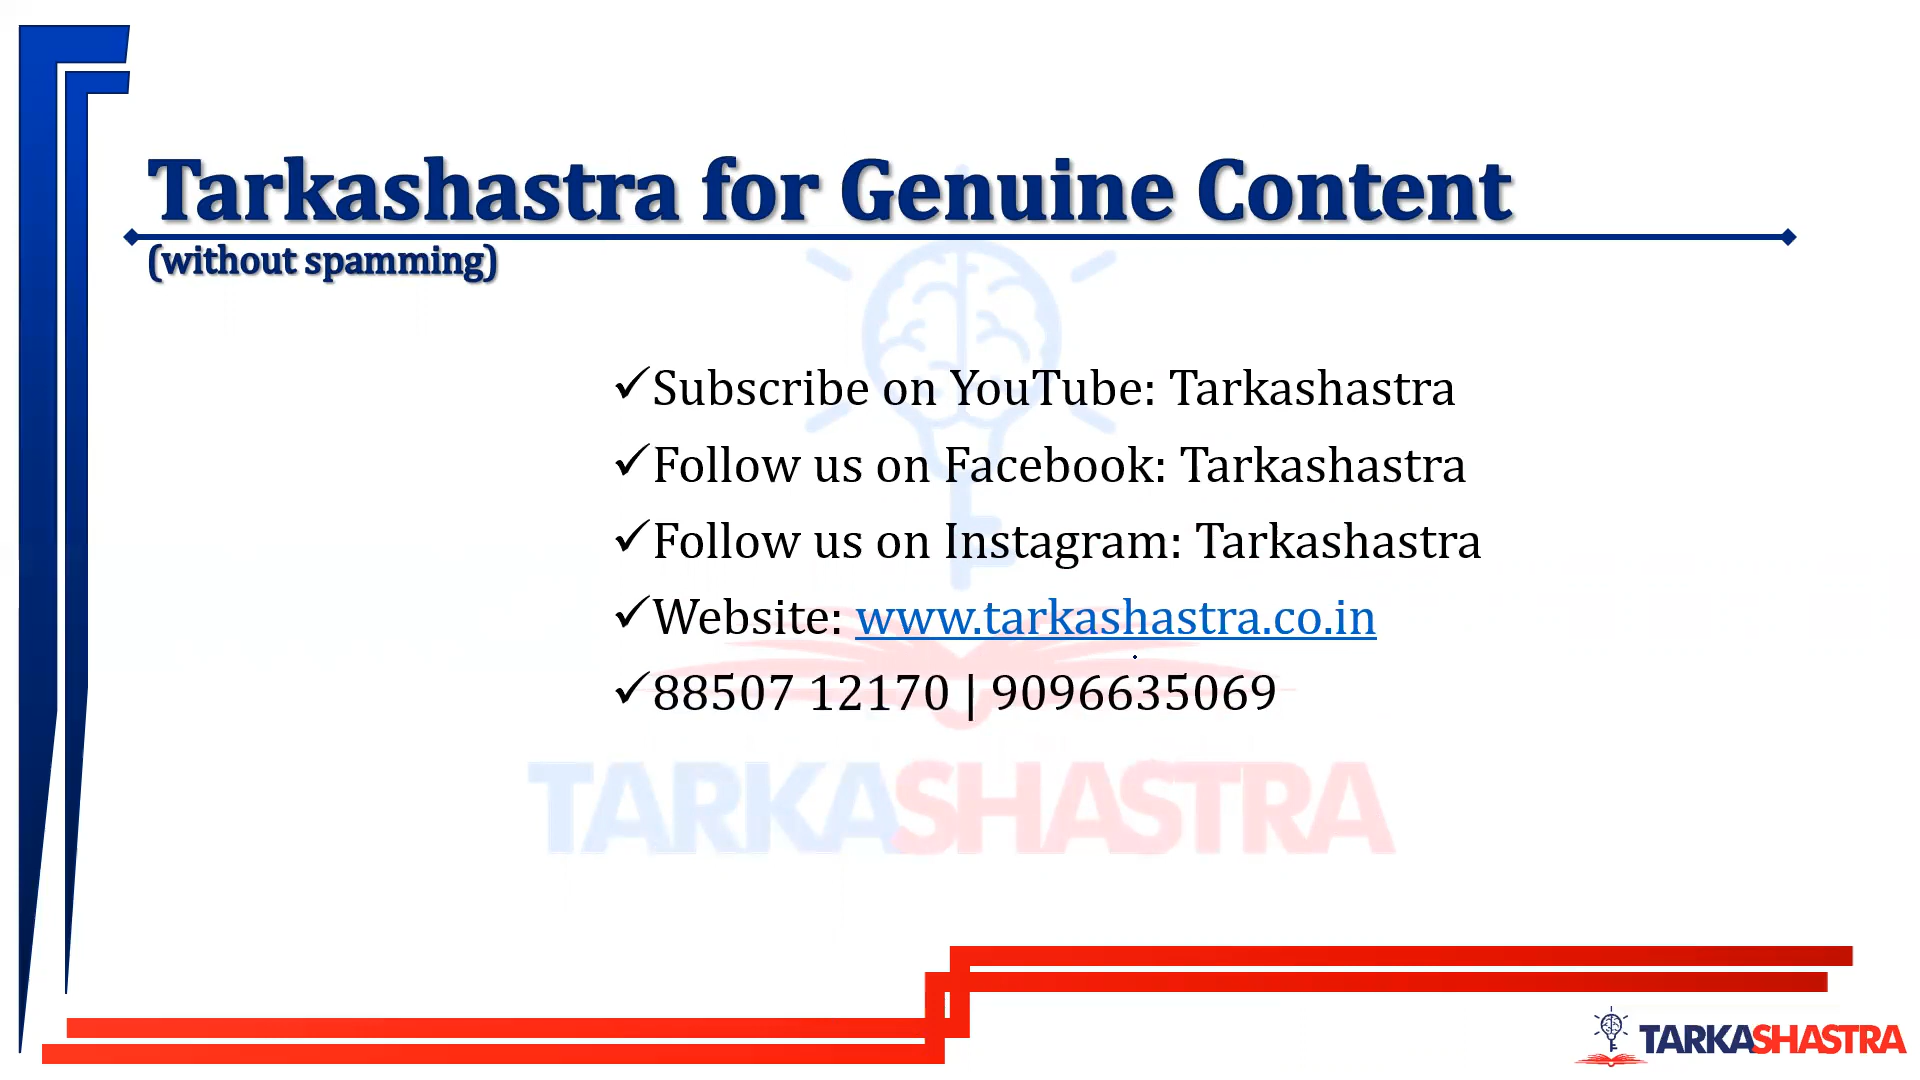 Tarkashastra for Genuine Content
(without spamming)
✓Subscribe on YouTube: Tarkashastra
✓Follow us on Facebook: Tarkashastra
✓Follow us on Instagram: Tarkashastra
✓Website: www.tarkashastra.co.in
✓88507 12170 | 9096635069
TARKASHASTRA
TARKASHASTRA